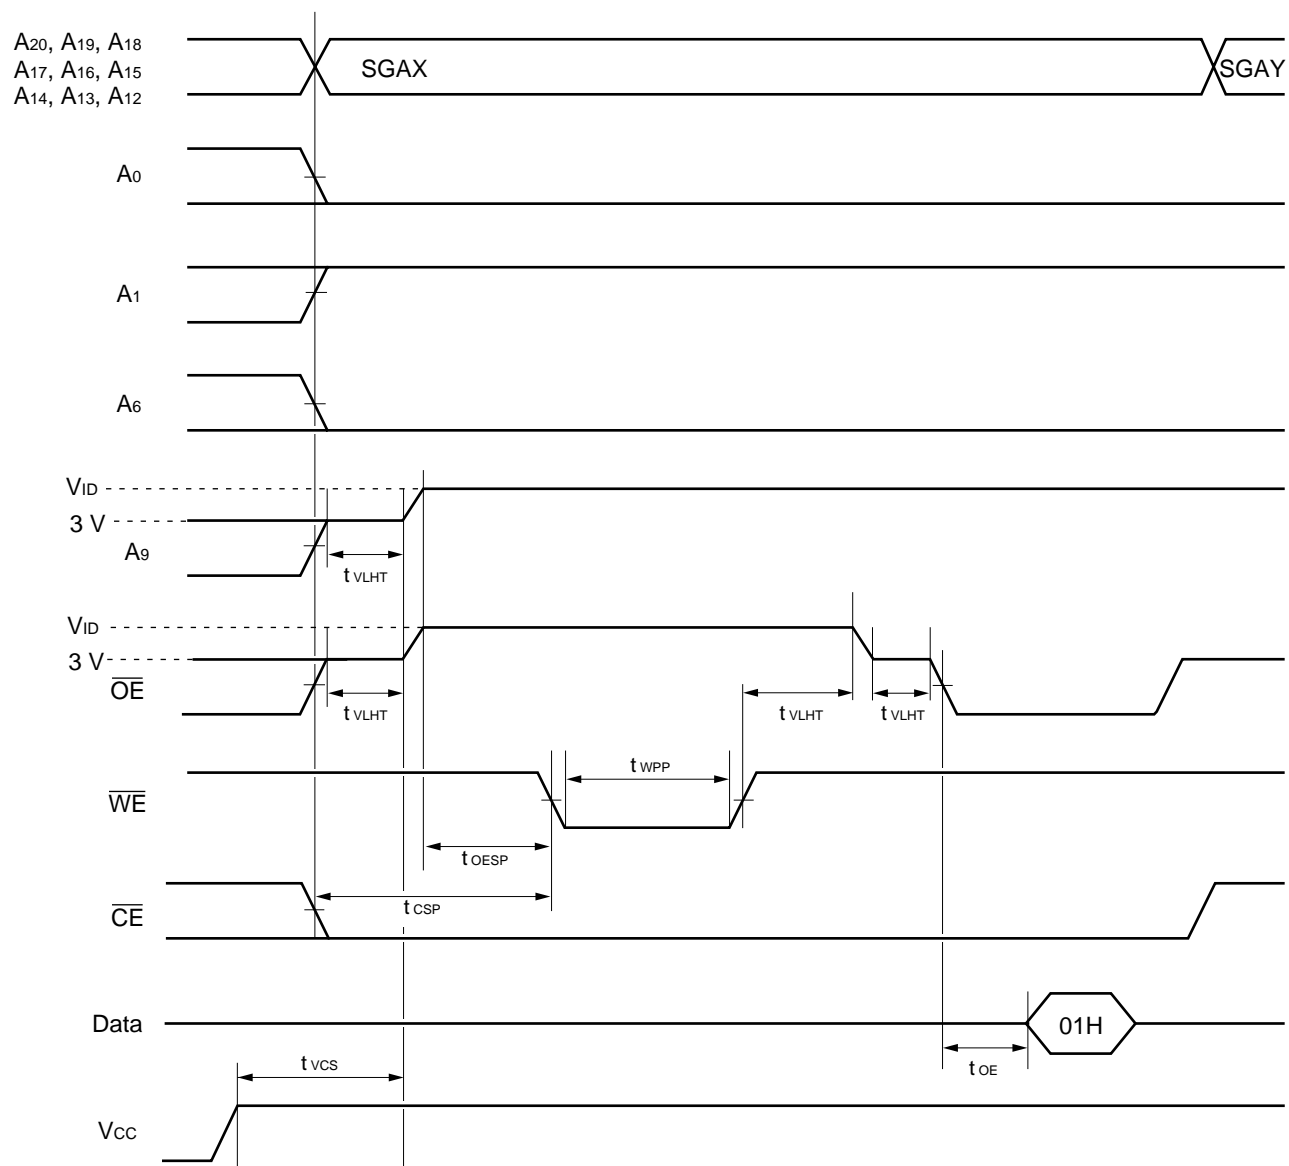 A20, A19, A18
A17, A16, A15
A14, A13, A12
SGAX
SGAY
A0
A1
A6
VID
3 V
A9
tVLHT
VID
3 V
OE
tVLHT
tVLHT
tVLHT
WE
tWPP
tOESP
CE
tCSP
Data
01H
tOE
tVCS
VCC